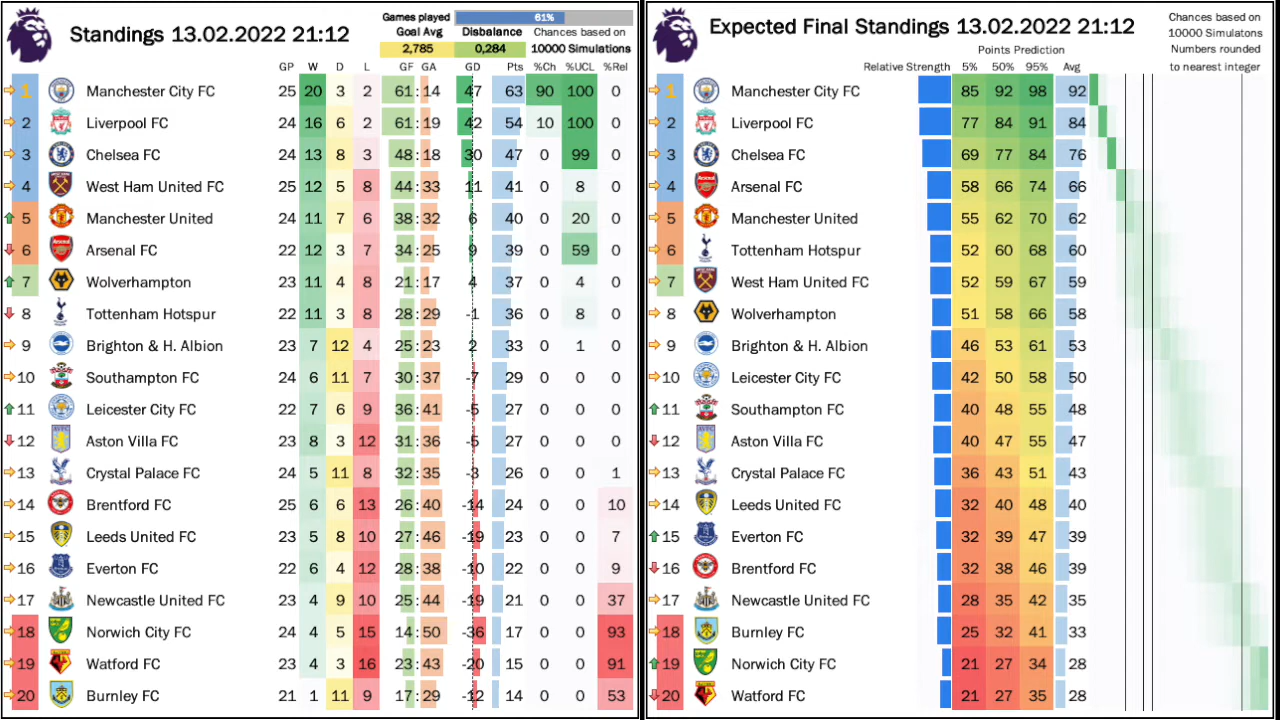 Games played 61%
Standings 13.02.2022 21:12
Goal Avg Disbalance Chances based on
2,785 0,284 10000 Simulations
GP W D L GF GA GD Pts %Ch %UCL %Rel
1 Manchester City FC 25 20 3 2 61:14 47 63 90 100 0
2 Liverpool FC 24 16 6 2 61:19 42 54 10 100 0
3 Chelsea FC 24 13 8 3 48:18 30 47 0 99 0
4 West Ham United FC 25 12 5 8 44:33 11 41 0 8 0
5 Manchester United 24 11 7 6 38:32 6 40 0 20 0
6 Arsenal FC 22 12 3 7 34:25 9 39 0 59 0
7 Wolverhampton 23 11 4 8 21:17 4 37 0 4 0
8 Tottenham Hotspur 22 11 3 8 28:29 -1 36 0 8 0
9 Brighton & H. Albion 23 7 12 4 25:23 2 33 0 1 0
10 Southampton FC 24 6 11 7 30:37 -7 29 0 0 0
11 Leicester City FC 22 7 6 9 36:41 -5 27 0 0 0
12 Aston Villa FC 23 8 3 12 31:36 -5 27 0 0 0
13 Crystal Palace FC 24 5 11 8 32:35 -3 26 0 0 1
14 Brentford FC 25 6 6 13 26:40 -14 24 0 0 10
15 Leeds United FC 23 5 8 10 27:46 -19 23 0 0 7
16 Everton FC 22 6 4 12 28:38 -10 22 0 0 9
17 Newcastle United FC 23 4 9 10 25:44 -19 21 0 0 37
18 Norwich City FC 24 4 5 15 14:50 -36 17 0 0 93
19 Watford FC 23 4 3 16 23:43 -20 15 0 0 91
20 Burnley FC 21 1 11 9 17:29 -12 14 0 0 53
Expected Final Standings 13.02.2022 21:12
Chances based on
10000 Simulatons
Numbers rounded
to nearest integer
Points Prediction
Relative Strength 5% 50% 95% Avg
1 Manchester City FC 85 92 98 92
2 Liverpool FC 77 84 91 84
3 Chelsea FC 69 77 84 76
4 Arsenal FC 58 66 74 66
5 Manchester United 55 62 70 62
6 Tottenham Hotspur 52 60 68 60
7 West Ham United FC 52 59 67 59
8 Wolverhampton 51 58 66 58
9 Brighton & H. Albion 46 53 61 53
10 Leicester City FC 42 50 58 50
11 Southampton FC 40 48 55 48
12 Aston Villa FC 40 47 55 47
13 Crystal Palace FC 36 43 51 43
14 Leeds United FC 32 40 48 40
15 Everton FC 32 39 47 39
16 Brentford FC 32 38 46 39
17 Newcastle United FC 28 35 42 35
18 Burnley FC 25 32 41 33
19 Norwich City FC 21 27 34 28
20 Watford FC 21 27 35 28